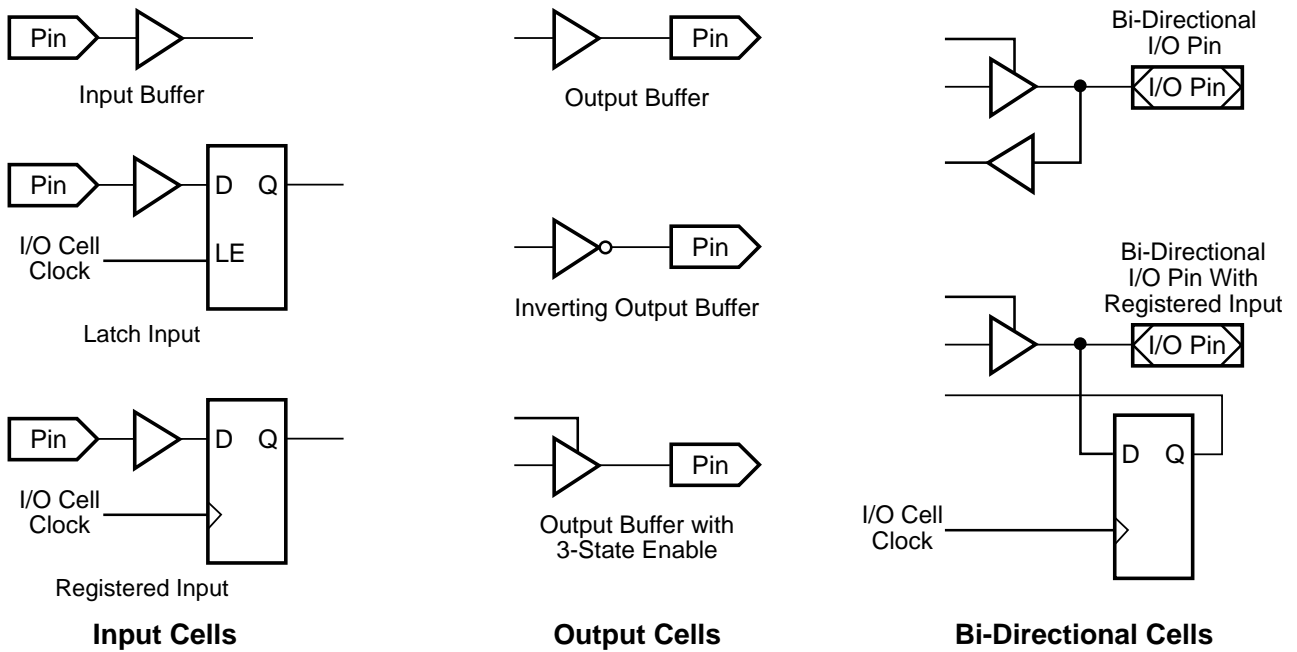 Pin
Input Buffer
Pin
D Q
I/O Cell
Clock
LE
Latch Input
Pin
D Q
I/O Cell
Clock
Registered Input
Input Cells
Pin
Output Buffer
Pin
Inverting Output Buffer
Pin
Output Buffer with
3-State Enable
Output Cells
Bi-Directional
I/O Pin
I/O Pin
Bi-Directional
I/O Pin With
Registered Input
I/O Pin
D Q
I/O Cell
Clock
Bi-Directional Cells